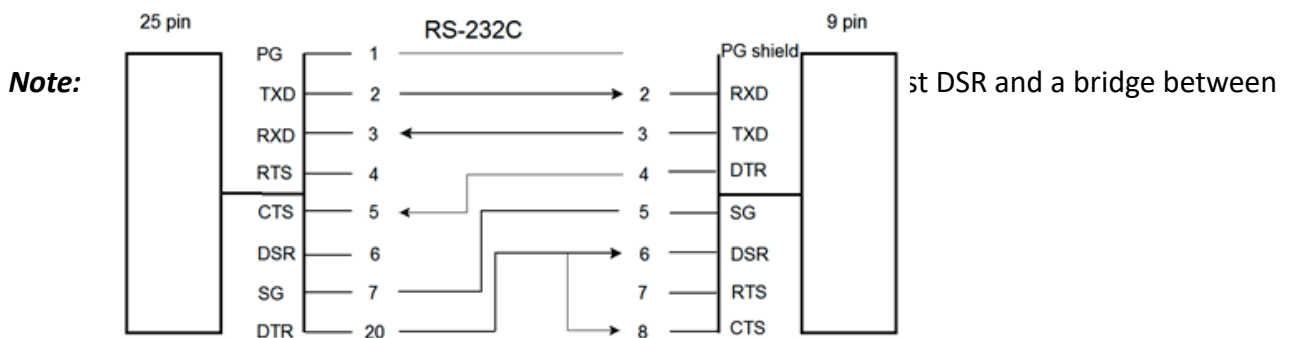 25 pin RS-232C 9 pin
PG 1 PG shield
Note: DSR and a bridge between
TXD 2 2 RXD
RXD 3 3 TXD
RTS 4 4 DTR
CTS 5 5 SG
DSR 6 6 DSR
SG 7 7 RTS
DTR 20 8 CTS